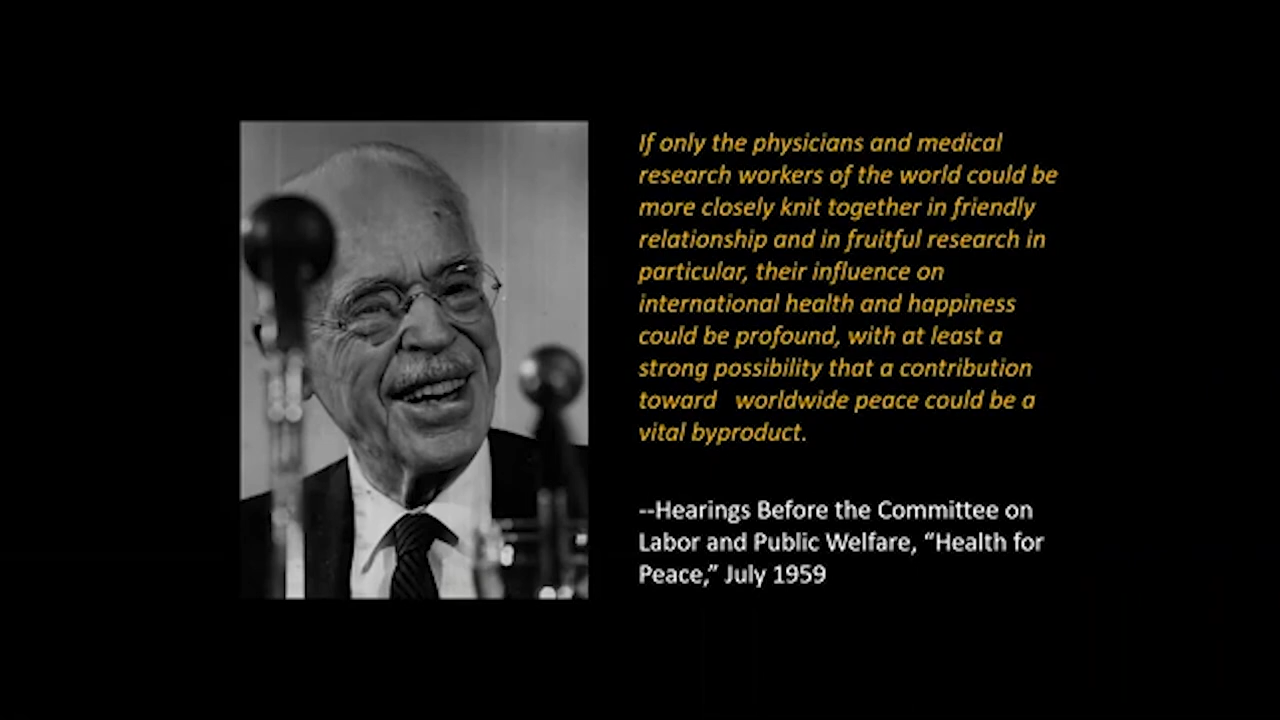 If only the physicians and medical
research workers of the world could be
more closely knit together in friendly
relationship and in fruitful research in
particular, their influence on
international health and happiness
could be profound, with at least a
strong possibility that a contribution
toward   worldwide peace could be a
vital byproduct.
--Hearings Before the Committee on
Labor and Public Welfare, “Health for
Peace,” July 1959